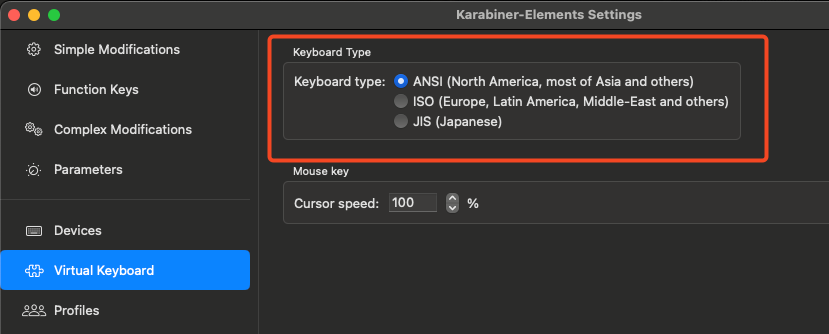 Karabiner-Elements Settings
Simple Modifications
Function Keys
Complex Modifications
Parameters
Devices
Virtual Keyboard
Profiles
Keyboard Type
Keyboard type: ANSI (North America, most of Asia and others)
ISO (Europe, Latin America, Middle-East and others)
JIS (Japanese)
Mouse key
Cursor speed: 100 %